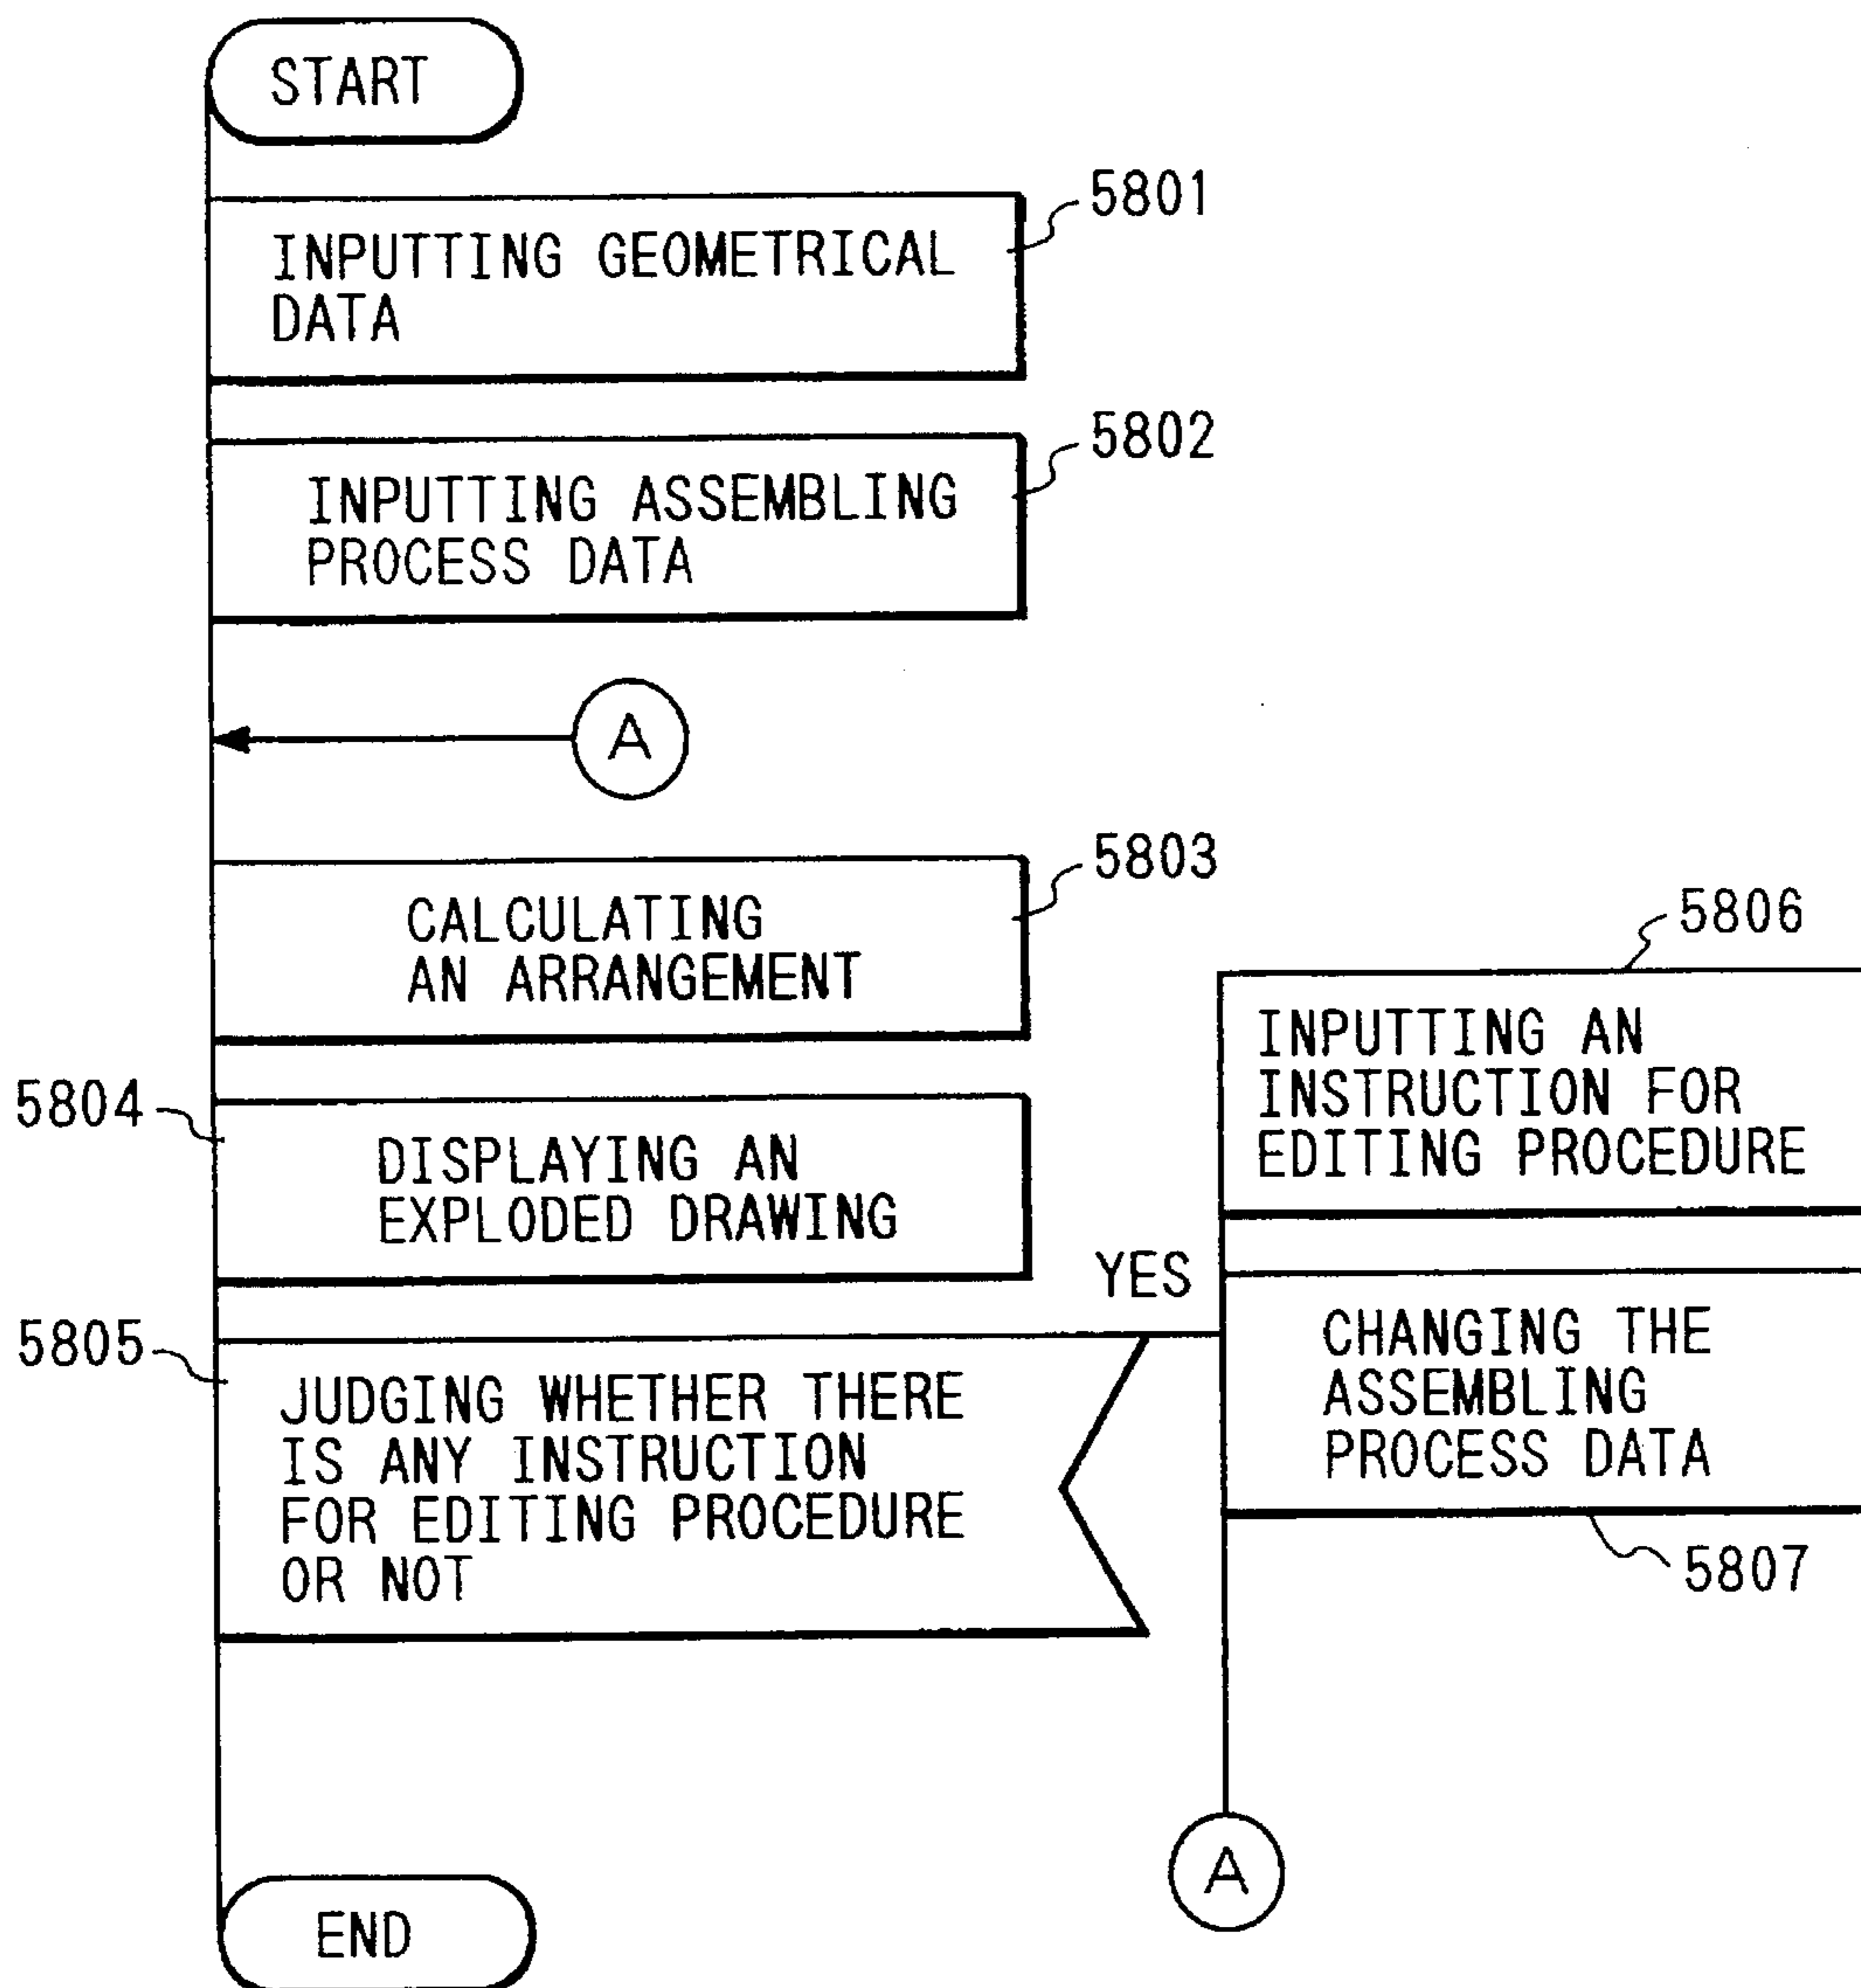 START
5801
INPUTTING GEOMETRICAL
DATA
5802
INPUTTING ASSEMBLING
PROCESS DATA
A
5803
CALCULATING
AN ARRANGEMENT
5804
DISPLAYING AN
EXPLODED DRAWING
5805
JUDGING WHETHER THERE
IS ANY INSTRUCTION
FOR EDITING PROCEDURE
OR NOT
YES
5806
INPUTTING AN
INSTRUCTION FOR
EDITING PROCEDURE
CHANGING THE
ASSEMBLING
PROCESS DATA
5807
A
END